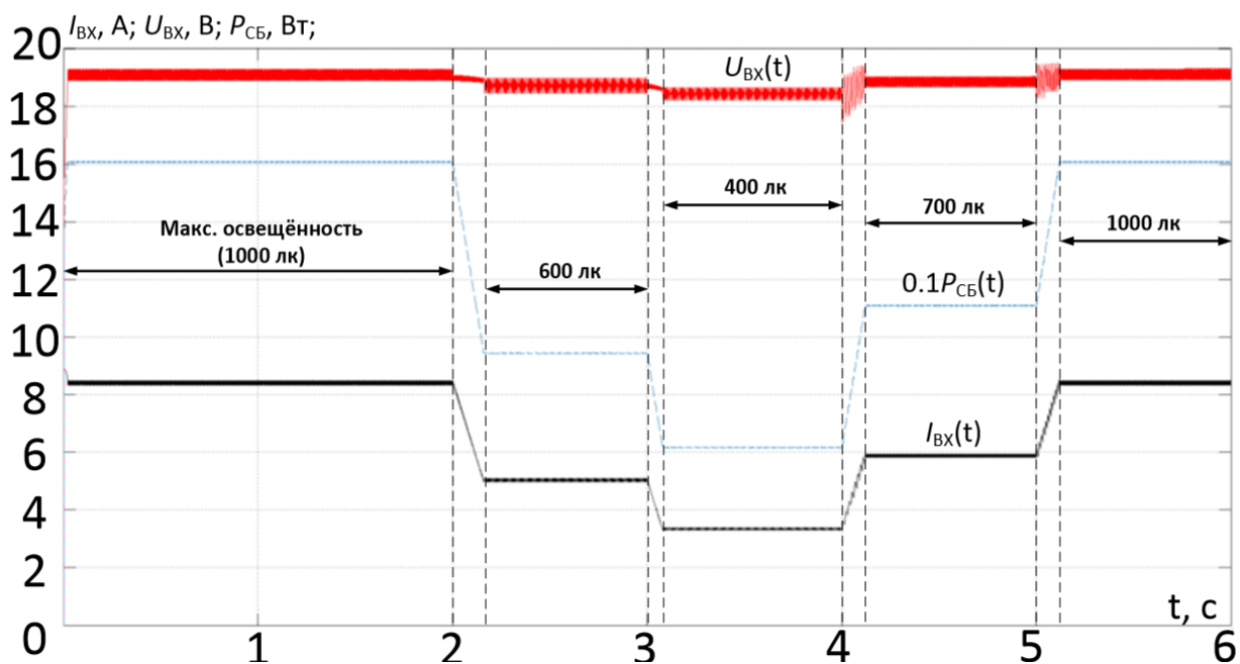 I_ВХ, А; U_ВХ, В; P_СБ, Вт;
20
U_ВХ(t)
18
16
400 лк
14
Макс. освещённость
(1000 лк)
700 лк
1000 лк
600 лк
12
0.1P_СБ(t)
10
8
I_ВХ(t)
6
4
2
t, с
0
1
2
3
4
5
6